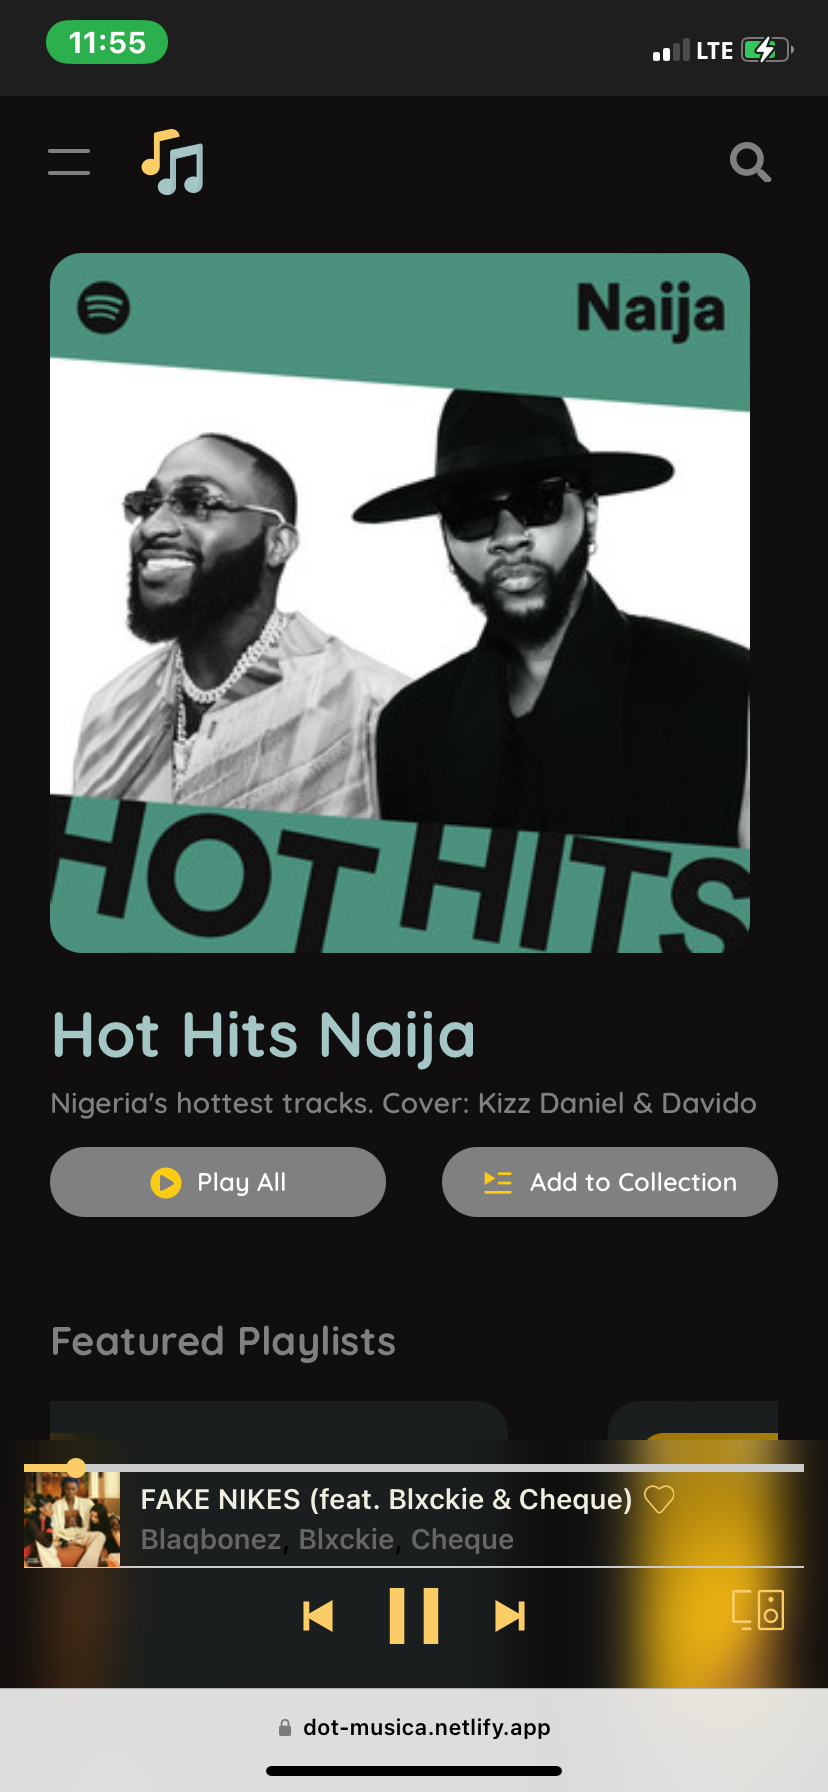 11:55
LTE
Naija
HOT HITS
Hot Hits Naija
Nigeria's hottest tracks. Cover: Kizz Daniel & Davido
Play All
Add to Collection
Featured Playlists
FAKE NIKES (feat. Blxckie & Cheque)
Blaqbonez, Blxckie, Cheque
dot-musica.netlify.app